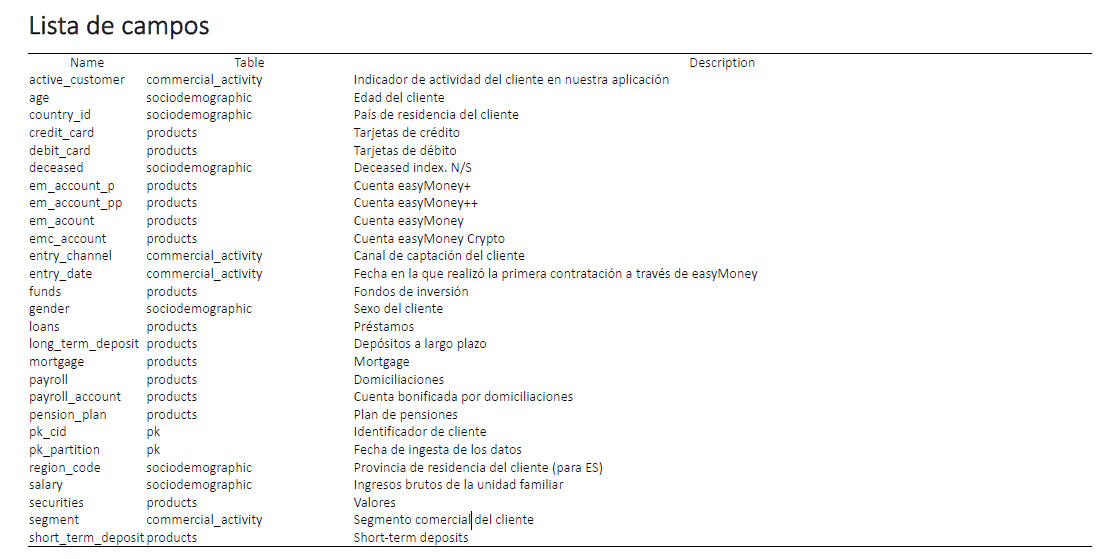 Lista de campos
Name Table Description
active_customer commercial_activity Indicador de actividad del cliente en nuestra aplicación
age sociodemographic Edad del cliente
country_id sociodemographic País de residencia del cliente
credit_card products Tarjetas de crédito
debit_card products Tarjetas de débito
deceased sociodemographic Deceased index. N/S
em_account_p products Cuenta easyMoney+
em_account_pp products Cuenta easyMoney++
em_acount products Cuenta easyMoney
emc_account products Cuenta easyMoney Crypto
entry_channel commercial_activity Canal de captación del cliente
entry_date commercial_activity Fecha en la que realizó la primera contratación a través de easyMoney
funds products Fondos de inversión
gender sociodemographic Sexo del cliente
loans products Préstamos
long_term_deposit products Depósitos a largo plazo
mortgage products Mortgage
payroll products Domiciliaciones
payroll_account products Cuenta bonificada por domiciliaciones
pension_plan products Plan de pensiones
pk_cid pk Identificador de cliente
pk_partition pk Fecha de ingesta de los datos
region_code sociodemographic Provincia de residencia del cliente (para ES)
salary sociodemographic Ingresos brutos de la unidad familiar
securities products Valores
segment commercial_activity Segmento comercial del cliente
short_term_deposit products Short-term deposits